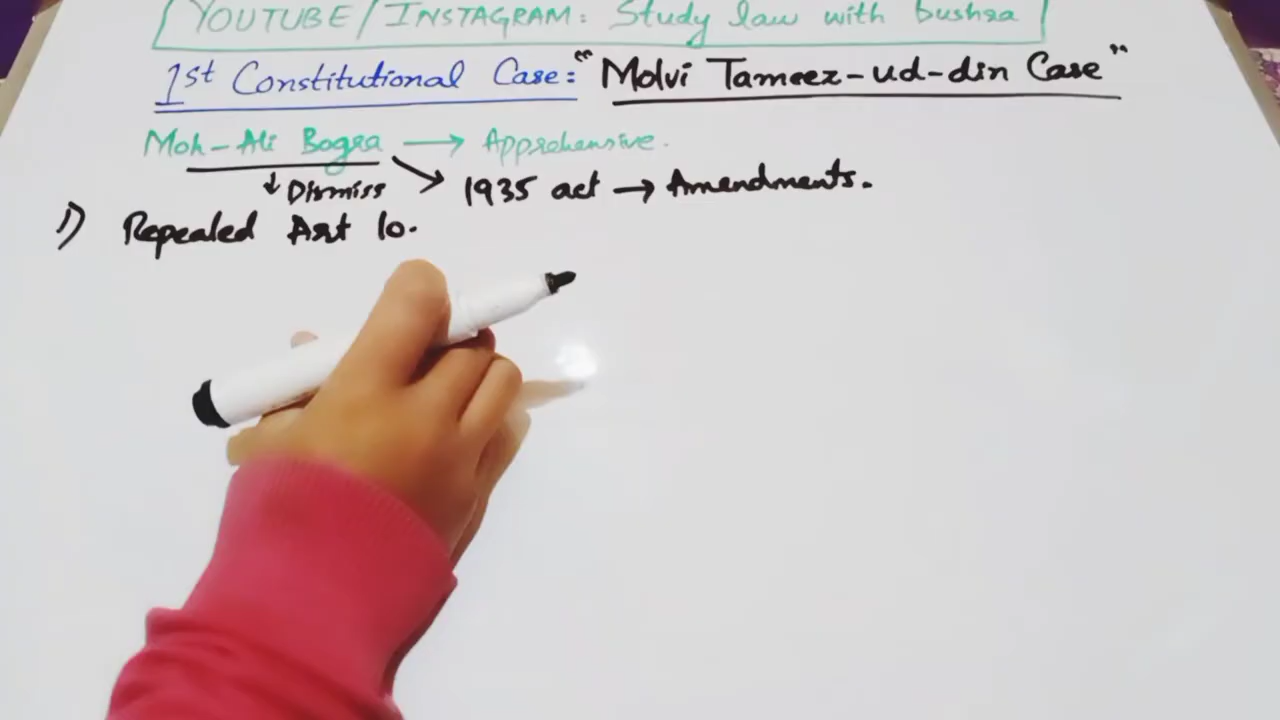 YOUTUBE/INSTAGRAM: Study law with bushra
1st Constitutional Case: "Molvi Tameez-ud-din Case"
Moh-Ali Bogra → Apprehensive.
↓ Dismiss → 1935 act → Amendments.
1) Repealed Art 10.